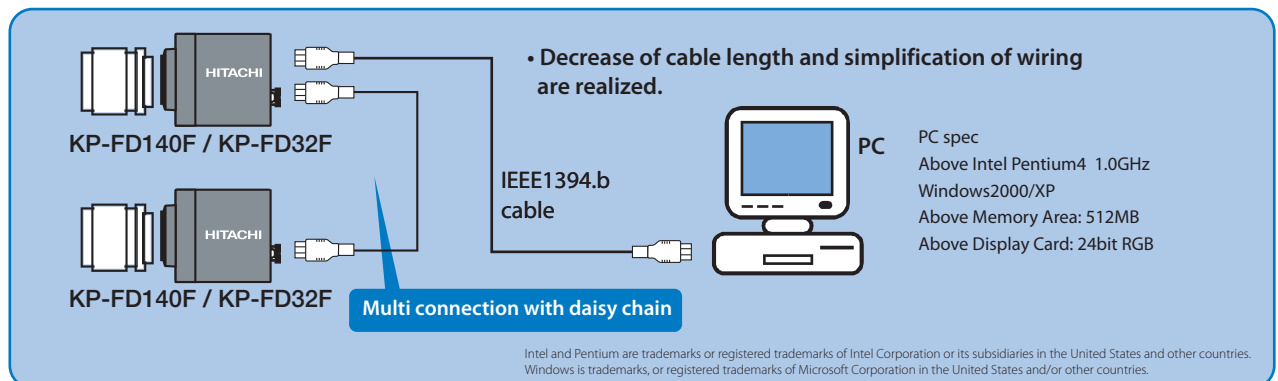 HITACHI
KP-FD140F / KP-FD32F
HITACHI
KP-FD140F / KP-FD32F
IEEE1394.b
cable
Multi connection with daisy chain
• Decrease of cable length and simplification of wiring
are realized.
PC
PC spec
Above Intel Pentium4 1.0GHz
Windows2000/XP
Above Memory Area: 512MB
Above Display Card: 24bit RGB
Intel and Pentium are trademarks or registered trademarks of Intel Corporation or its subsidiaries in the United States and other countries.
Windows is trademarks, or registered trademarks of Microsoft Corporation in the United States and/or other countries.